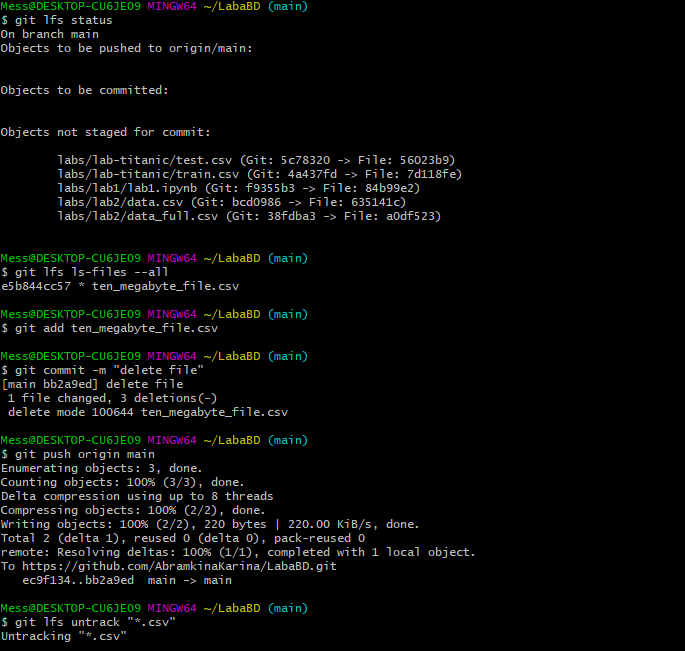 Mess@DESKTOP-CU6JEO9 MINGW64 ~/LabaBD (main)
$ git lfs status
On branch main
Objects to be pushed to origin/main:
Objects to be committed:
Objects not staged for commit:
labs/lab-titanic/test.csv (Git: 5c78320 -> File: 56023b9)
labs/lab-titanic/train.csv (Git: 4a437fd -> File: 7d118fe)
labs/lab1/lab1.ipynb (Git: f9355b3 -> File: 84b99e2)
labs/lab2/data.csv (Git: bcd0986 -> File: 635141c)
labs/lab2/data_full.csv (Git: 38fdba3 -> File: a0df523)
Mess@DESKTOP-CU6JEO9 MINGW64 ~/LabaBD (main)
$ git lfs ls-files --all
e5b844cc57 * ten_megabyte_file.csv
Mess@DESKTOP-CU6JEO9 MINGW64 ~/LabaBD (main)
$ git add ten_megabyte_file.csv
Mess@DESKTOP-CU6JEO9 MINGW64 ~/LabaBD (main)
$ git commit -m "delete file"
[main bb2a9ed] delete file
1 file changed, 3 deletions(-)
delete mode 100644 ten_megabyte_file.csv
Mess@DESKTOP-CU6JEO9 MINGW64 ~/LabaBD (main)
$ git push origin main
Enumerating objects: 3, done.
Counting objects: 100% (3/3), done.
Delta compression using up to 8 threads
Compressing objects: 100% (2/2), done.
Writing objects: 100% (2/2), 220 bytes | 220.00 KiB/s, done.
Total 2 (delta 1), reused 0 (delta 0), pack-reused 0
remote: Resolving deltas: 100% (1/1), completed with 1 local object.
To https://github.com/AbramkinaKarina/LabaBD.git
ec9f134..bb2a9ed  main -> main
Mess@DESKTOP-CU6JEO9 MINGW64 ~/LabaBD (main)
$ git lfs untrack "*.csv"
Untracking "*.csv"